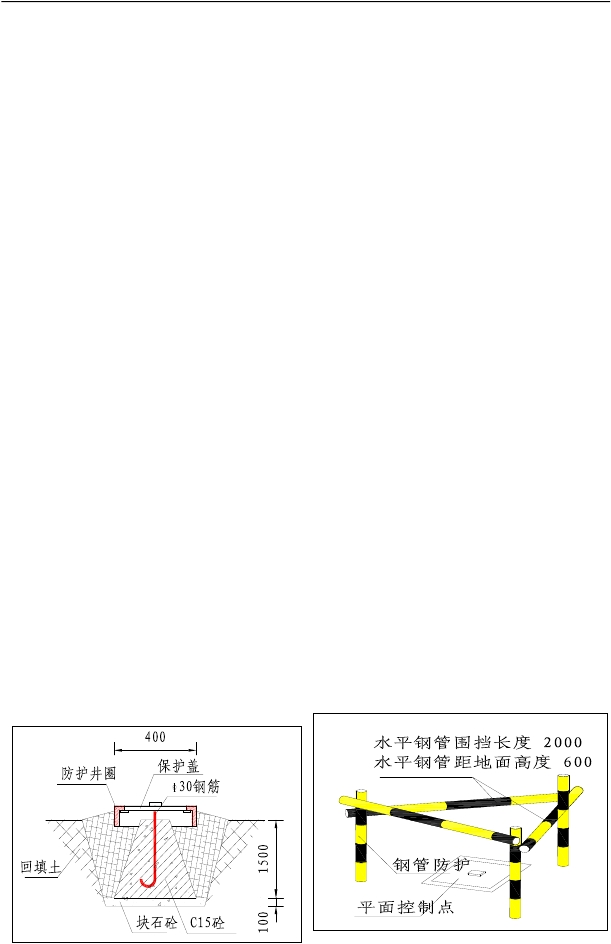 400
保护盖
防护井圈
ⱡ30钢筋
回填土
1500
100
块石砼
C15砼
水平钢管围挡长度 2000
水平钢管距地面高度 600
钢管防护
平面控制点